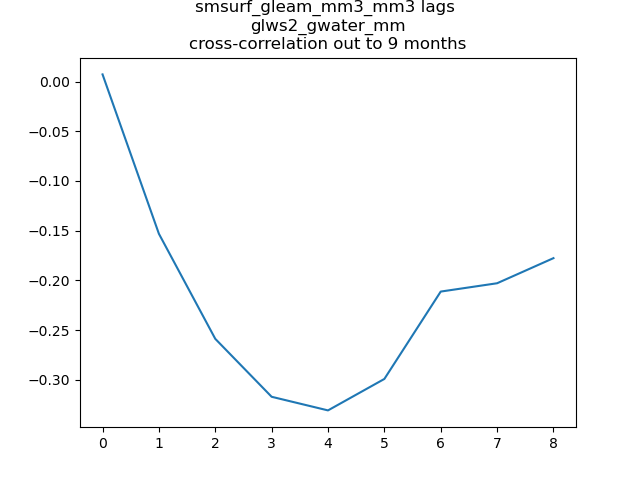 smsurf_gleam_mm3_mm3 lags
glws2_gwater_mm
cross-correlation out to 9 months
0.00
−0.05
−0.10
−0.15
−0.20
−0.25
−0.30
0 1 2 3 4 5 6 7 8